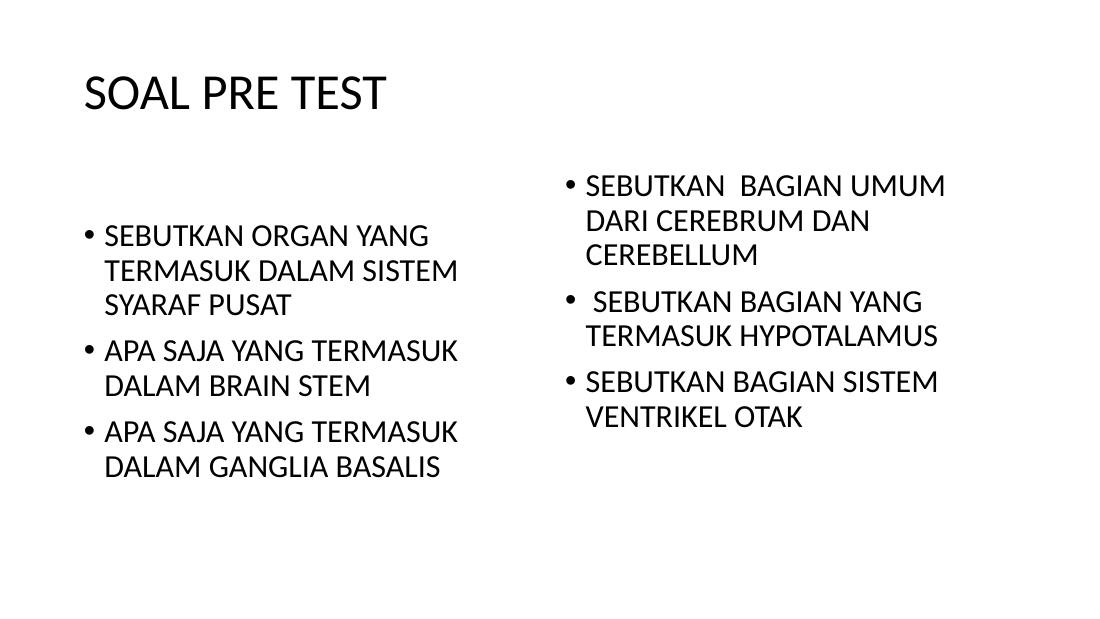 SOAL PRE TEST
• SEBUTKAN ORGAN YANG
TERMASUK DALAM SISTEM
SYARAF PUSAT
• APA SAJA YANG TERMASUK
DALAM BRAIN STEM
• APA SAJA YANG TERMASUK
DALAM GANGLIA BASALIS
• SEBUTKAN  BAGIAN UMUM
DARI CEREBRUM DAN
CEREBELLUM
•  SEBUTKAN BAGIAN YANG
TERMASUK HYPOTALAMUS
• SEBUTKAN BAGIAN SISTEM
VENTRIKEL OTAK